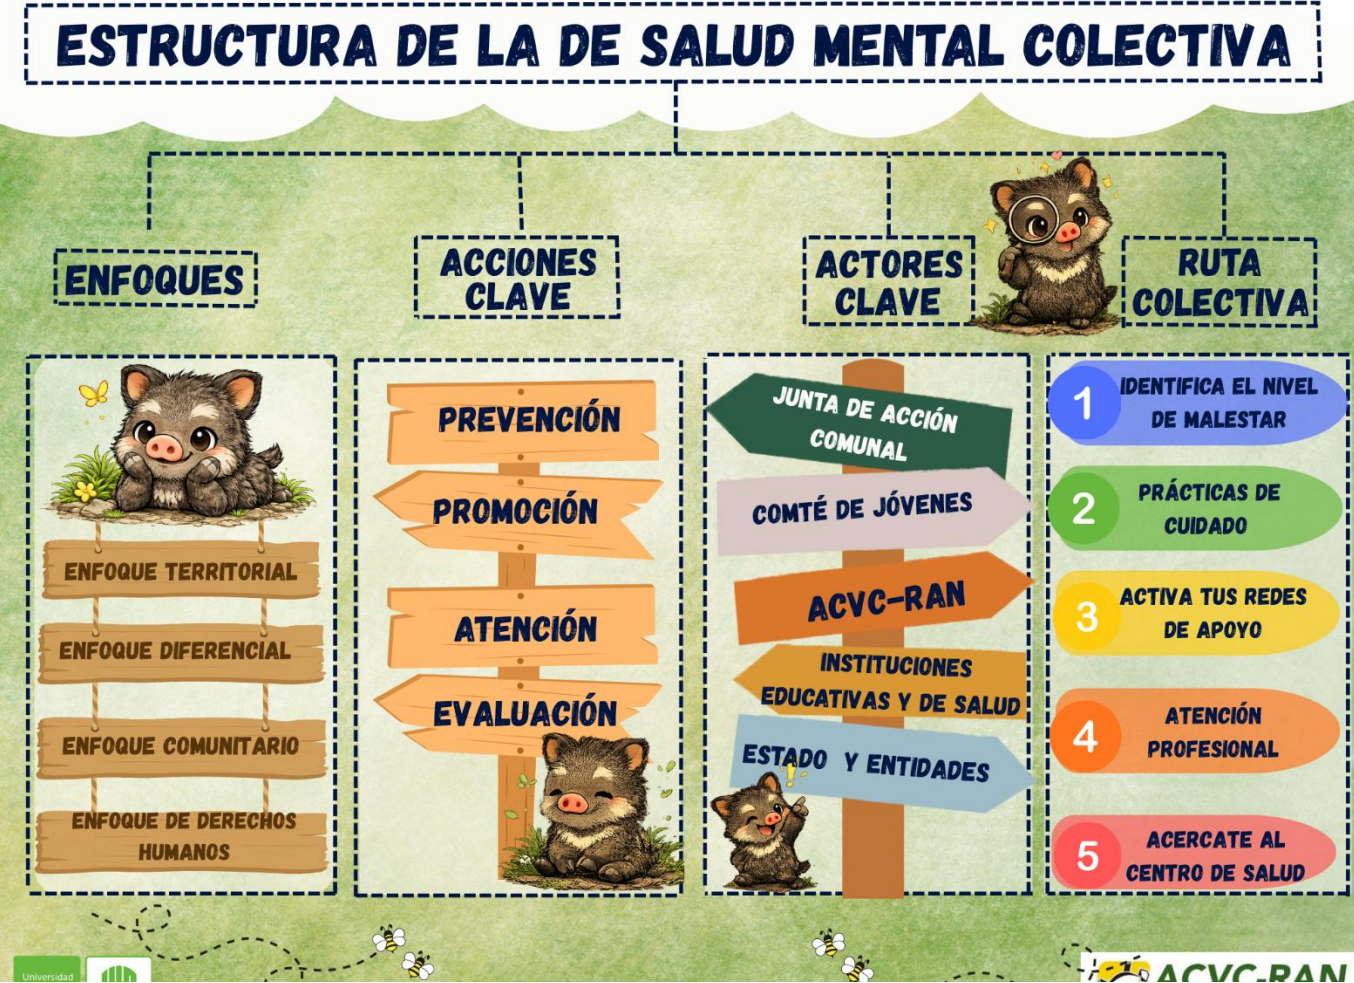 ESTRUCTURA DE LA DE SALUD MENTAL COLECTIVA
ENFOQUES
ENFOQUE TERRITORIAL
ENFOQUE DIFERENCIAL
ENFOQUE COMUNITARIO
ENFOQUE DE DERECHOS
HUMANOS
ACCIONES
CLAVE
PREVENCIÓN
PROMOCIÓN
ATENCIÓN
EVALUACIÓN
ACTORES
CLAVE
JUNTA DE ACCIÓN
COMUNAL
COMTÉ DE JÓVENES
ACVC-RAN
INSTITUCIONES
EDUCATIVAS Y DE SALUD
ESTADO Y ENTIDADES
RUTA
COLECTIVA
1 IDENTIFICA EL NIVEL
DE MALESTAR
2 PRÁCTICAS DE
CUIDADO
3 ACTIVA TUS REDES
DE APOYO
4 ATENCIÓN
PROFESIONAL
5 ACERCATE AL
CENTRO DE SALUD
Universidad
ACVC-RAN